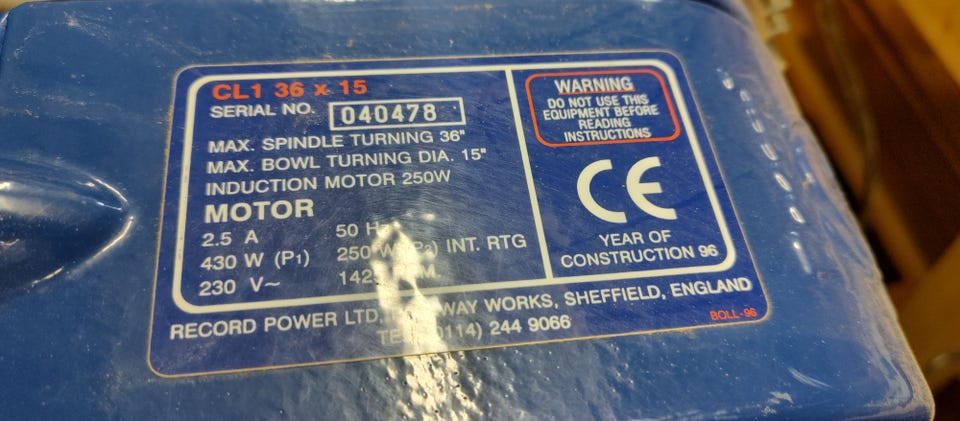 CL1 36 x 15
SERIAL NO. 040478
MAX. SPINDLE TURNING 36"
MAX. BOWL TURNING DIA. 15"
INDUCTION MOTOR 250W
MOTOR
2.5 A 50 Hz
430 W (P1) 250 W (P2) INT. RTG
230 V~
WARNING
DO NOT USE THIS
EQUIPMENT BEFORE
READING
INSTRUCTIONS
CE
YEAR OF
CONSTRUCTION 96
RECORD POWER LTD, WORKS, SHEFFIELD, ENGLAND
(0114) 244 9066
BOLL-96